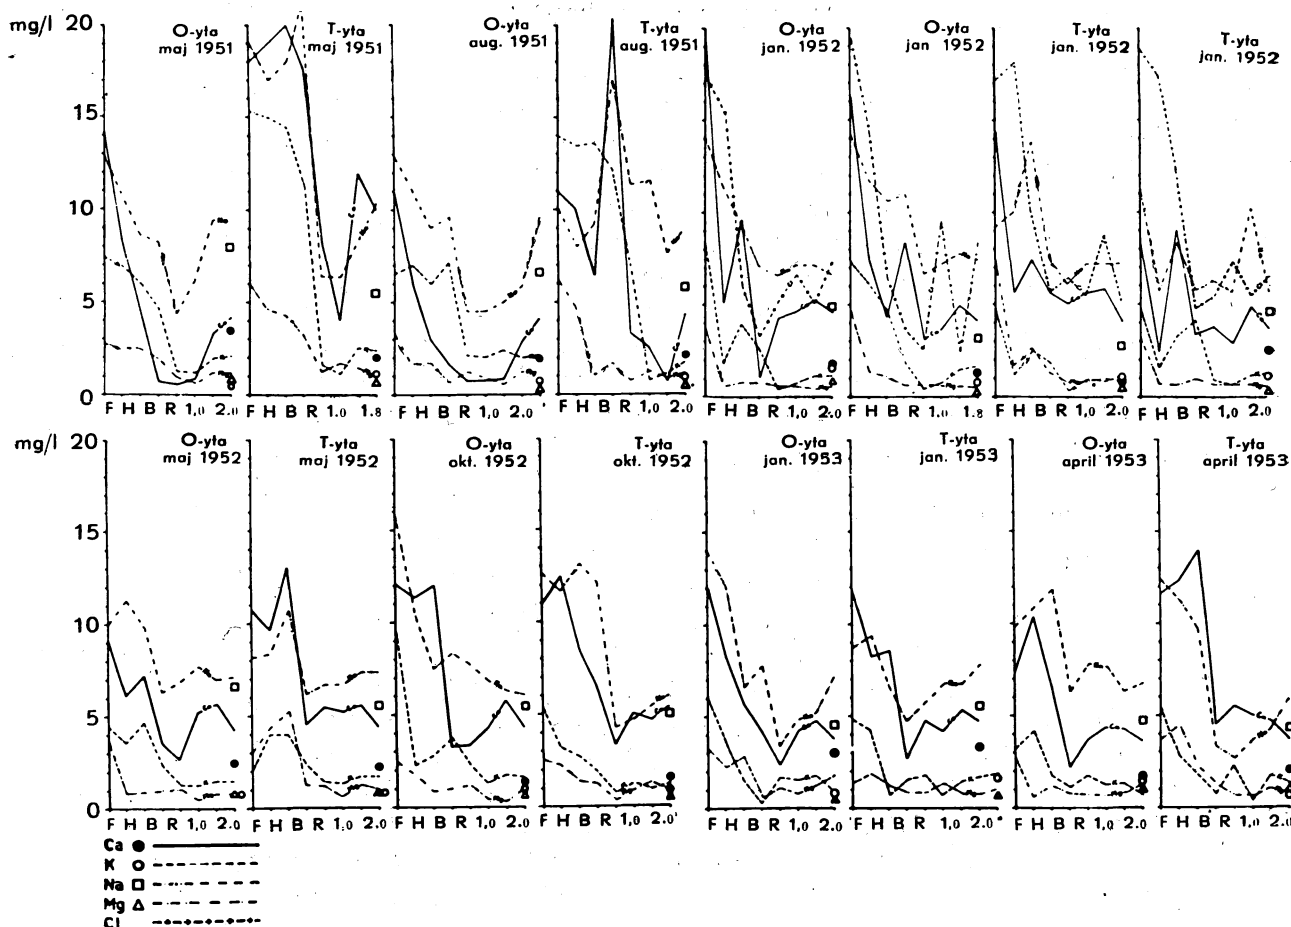 mg/l 20
O-yta
maj 1951
T-yta
maj 1951
O-yta
aug. 1951
T-yta
aug. 1951
O-yta
jan. 1952
O-yta
jan 1952
T-yta
jan. 1952
T-yta
jan. 1952
15
10
5
0
F H B R 1,0 2.0
F H B R 1.0 1.8
F H B R 1,0 2.0
F H B R 1,0 2.0
F H B R 1,0 2.0
F H B R 1,0 1.8
F H B R 1,0 2.0
F H B R 1,0 2.0
mg/l 20
O-yta
maj 1952
T-yta
maj 1952
O-yta
okt. 1952
T-yta
okt. 1952
O-yta
jan. 1953
T-yta
jan. 1953
O-yta
april 1953
T-yta
april 1953
15
10
5
0
F H B R 1,0 2.0
F H B R 1,0 2.0
F H B R 1,0 2.0
F H B R 1,0 2.0
F H B R 1,0 2.0
F H B R 1,0 2.0
F H B R 1,0 2.0
F H B R 1,0 2.0
Ca
K
Na
Mg
Cl